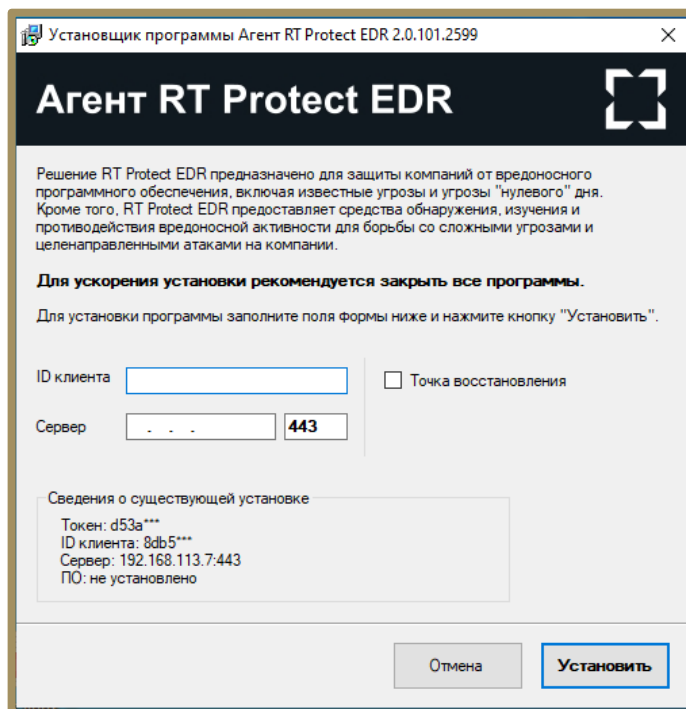 Установщик программы Агент RT Protect EDR 2.0.101.2599
Агент RT Protect EDR
Решение RT Protect EDR предназначено для защиты компаний от вредоносного
программного обеспечения, включая известные угрозы и угрозы "нулевого" дня.
Кроме того, RT Protect EDR предоставляет средства обнаружения, изучения и
противодействия вредоносной активности для борьбы со сложными угрозами и
целенаправленными атаками на компании.
Для ускорения установки рекомендуется закрыть все программы.
Для установки программы заполните поля формы ниже и нажмите кнопку "Установить".
ID клиента
Точка восстановления
Сервер . . . 443
Сведения о существующей установке
Токен: d53a***
ID клиента: 8db5***
Сервер: 192.168.113.7:443
ПО: не установлено
Отмена Установить